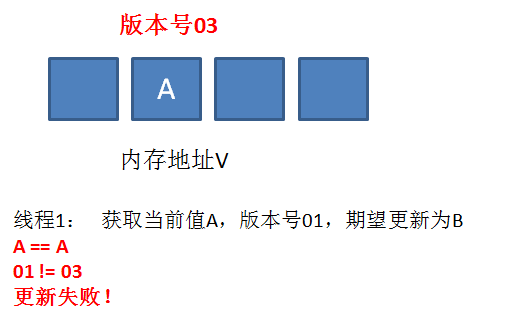 版本号03
A
内存地址V
线程1： 获取当前值A，版本号01，期望更新为B
A == A
01 != 03
更新失败！